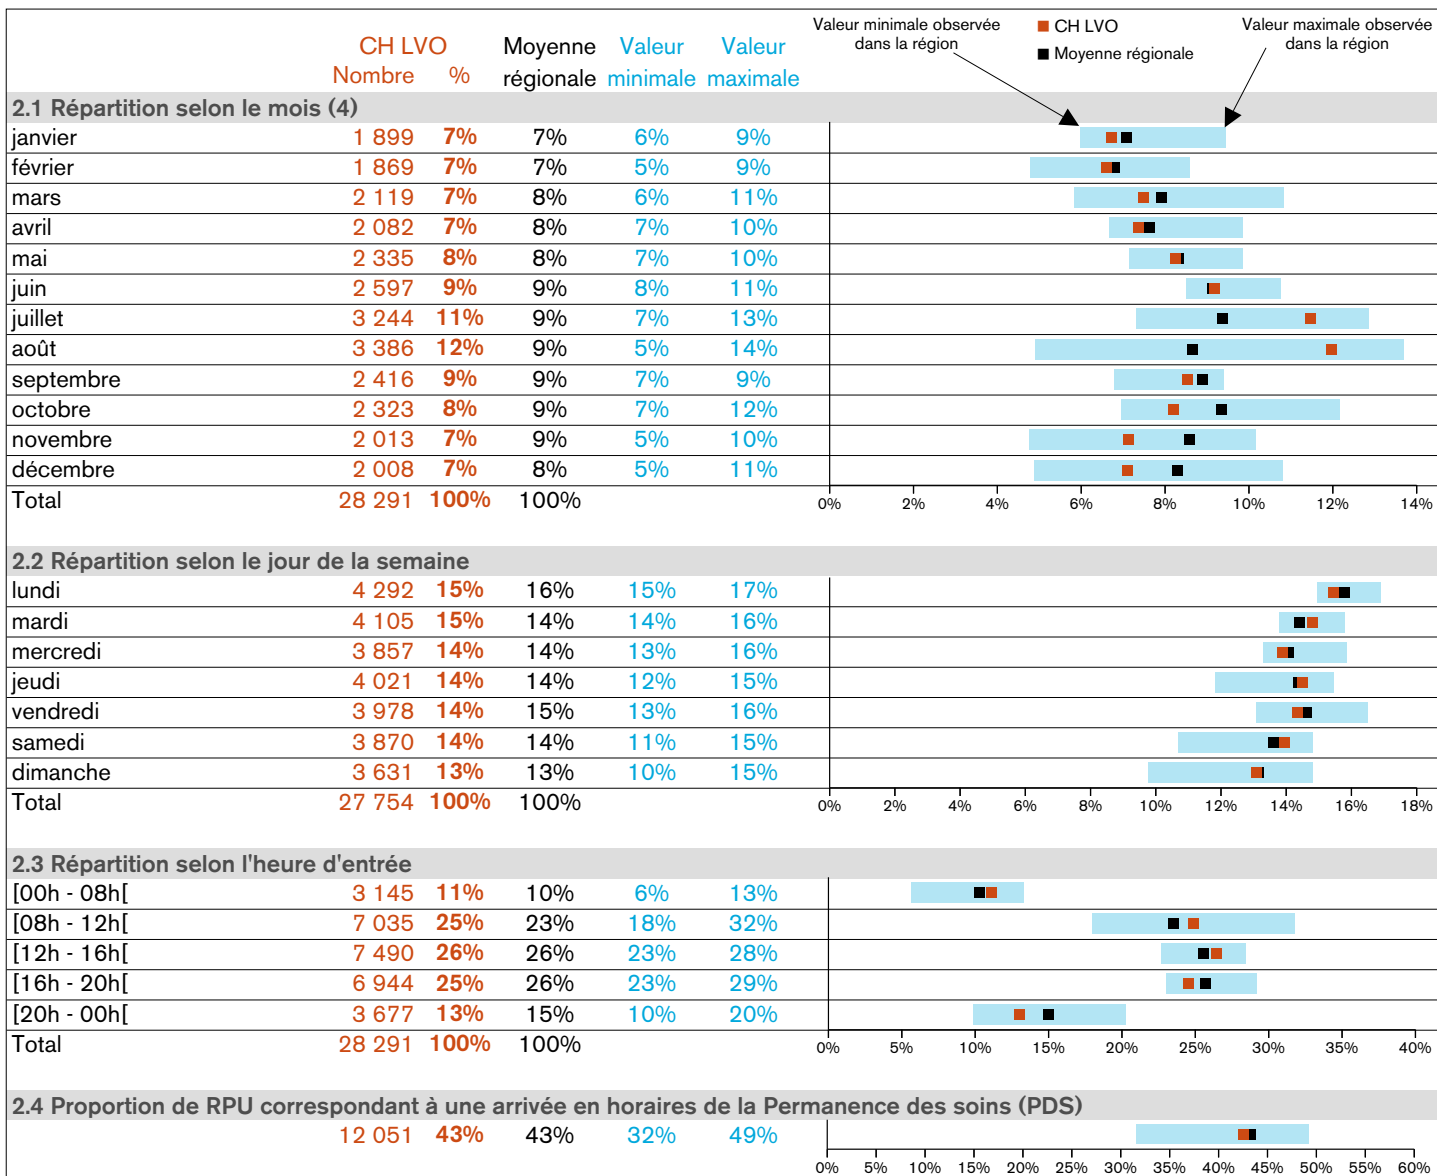 Valeur minimale observée dans la région
CH LVO
Moyenne régionale
Valeur maximale observée dans la région
CH LVO Moyenne Valeur Valeur
Nombre % régionale minimale maximale
2.1 Répartition selon le mois (4)
janvier 1 899 7% 7% 6% 9%
février 1 869 7% 7% 5% 9%
mars 2 119 7% 8% 6% 11%
avril 2 082 7% 8% 7% 10%
mai 2 335 8% 8% 7% 10%
juin 2 597 9% 9% 8% 11%
juillet 3 244 11% 9% 7% 13%
août 3 386 12% 9% 5% 14%
septembre 2 416 9% 9% 7% 9%
octobre 2 323 8% 9% 7% 12%
novembre 2 013 7% 9% 5% 10%
décembre 2 008 7% 8% 5% 11%
Total 28 291 100% 100%
0% 2% 4% 6% 8% 10% 12% 14%
2.2 Répartition selon le jour de la semaine
lundi 4 292 15% 16% 15% 17%
mardi 4 105 15% 14% 14% 16%
mercredi 3 857 14% 14% 13% 16%
jeudi 4 021 14% 14% 12% 15%
vendredi 3 978 14% 15% 13% 16%
samedi 3 870 14% 14% 11% 15%
dimanche 3 631 13% 13% 10% 15%
Total 27 754 100% 100%
0% 2% 4% 6% 8% 10% 12% 14% 16% 18%
2.3 Répartition selon l'heure d'entrée
[00h - 08h[ 3 145 11% 10% 6% 13%
[08h - 12h[ 7 035 25% 23% 18% 32%
[12h - 16h[ 7 490 26% 26% 23% 28%
[16h - 20h[ 6 944 25% 26% 23% 29%
[20h - 00h[ 3 677 13% 15% 10% 20%
Total 28 291 100% 100%
0% 5% 10% 15% 20% 25% 30% 35% 40%
2.4 Proportion de RPU correspondant à une arrivée en horaires de la Permanence des soins (PDS)
12 051 43% 43% 32% 49%
0% 5% 10% 15% 20% 25% 30% 35% 40% 45% 50% 55% 60%